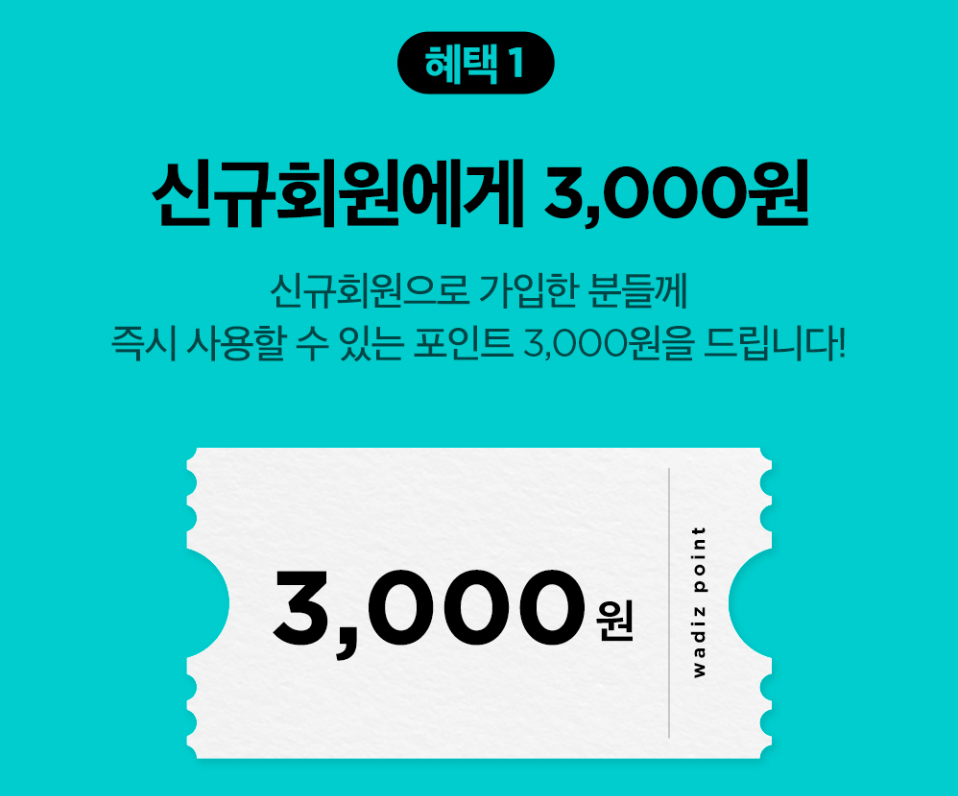 혜택 1
신규회원에게 3,000원
신규회원으로 가입한 분들께
즉시 사용할 수 있는 포인트 3,000원을 드립니다!
3,000원
wadiz point